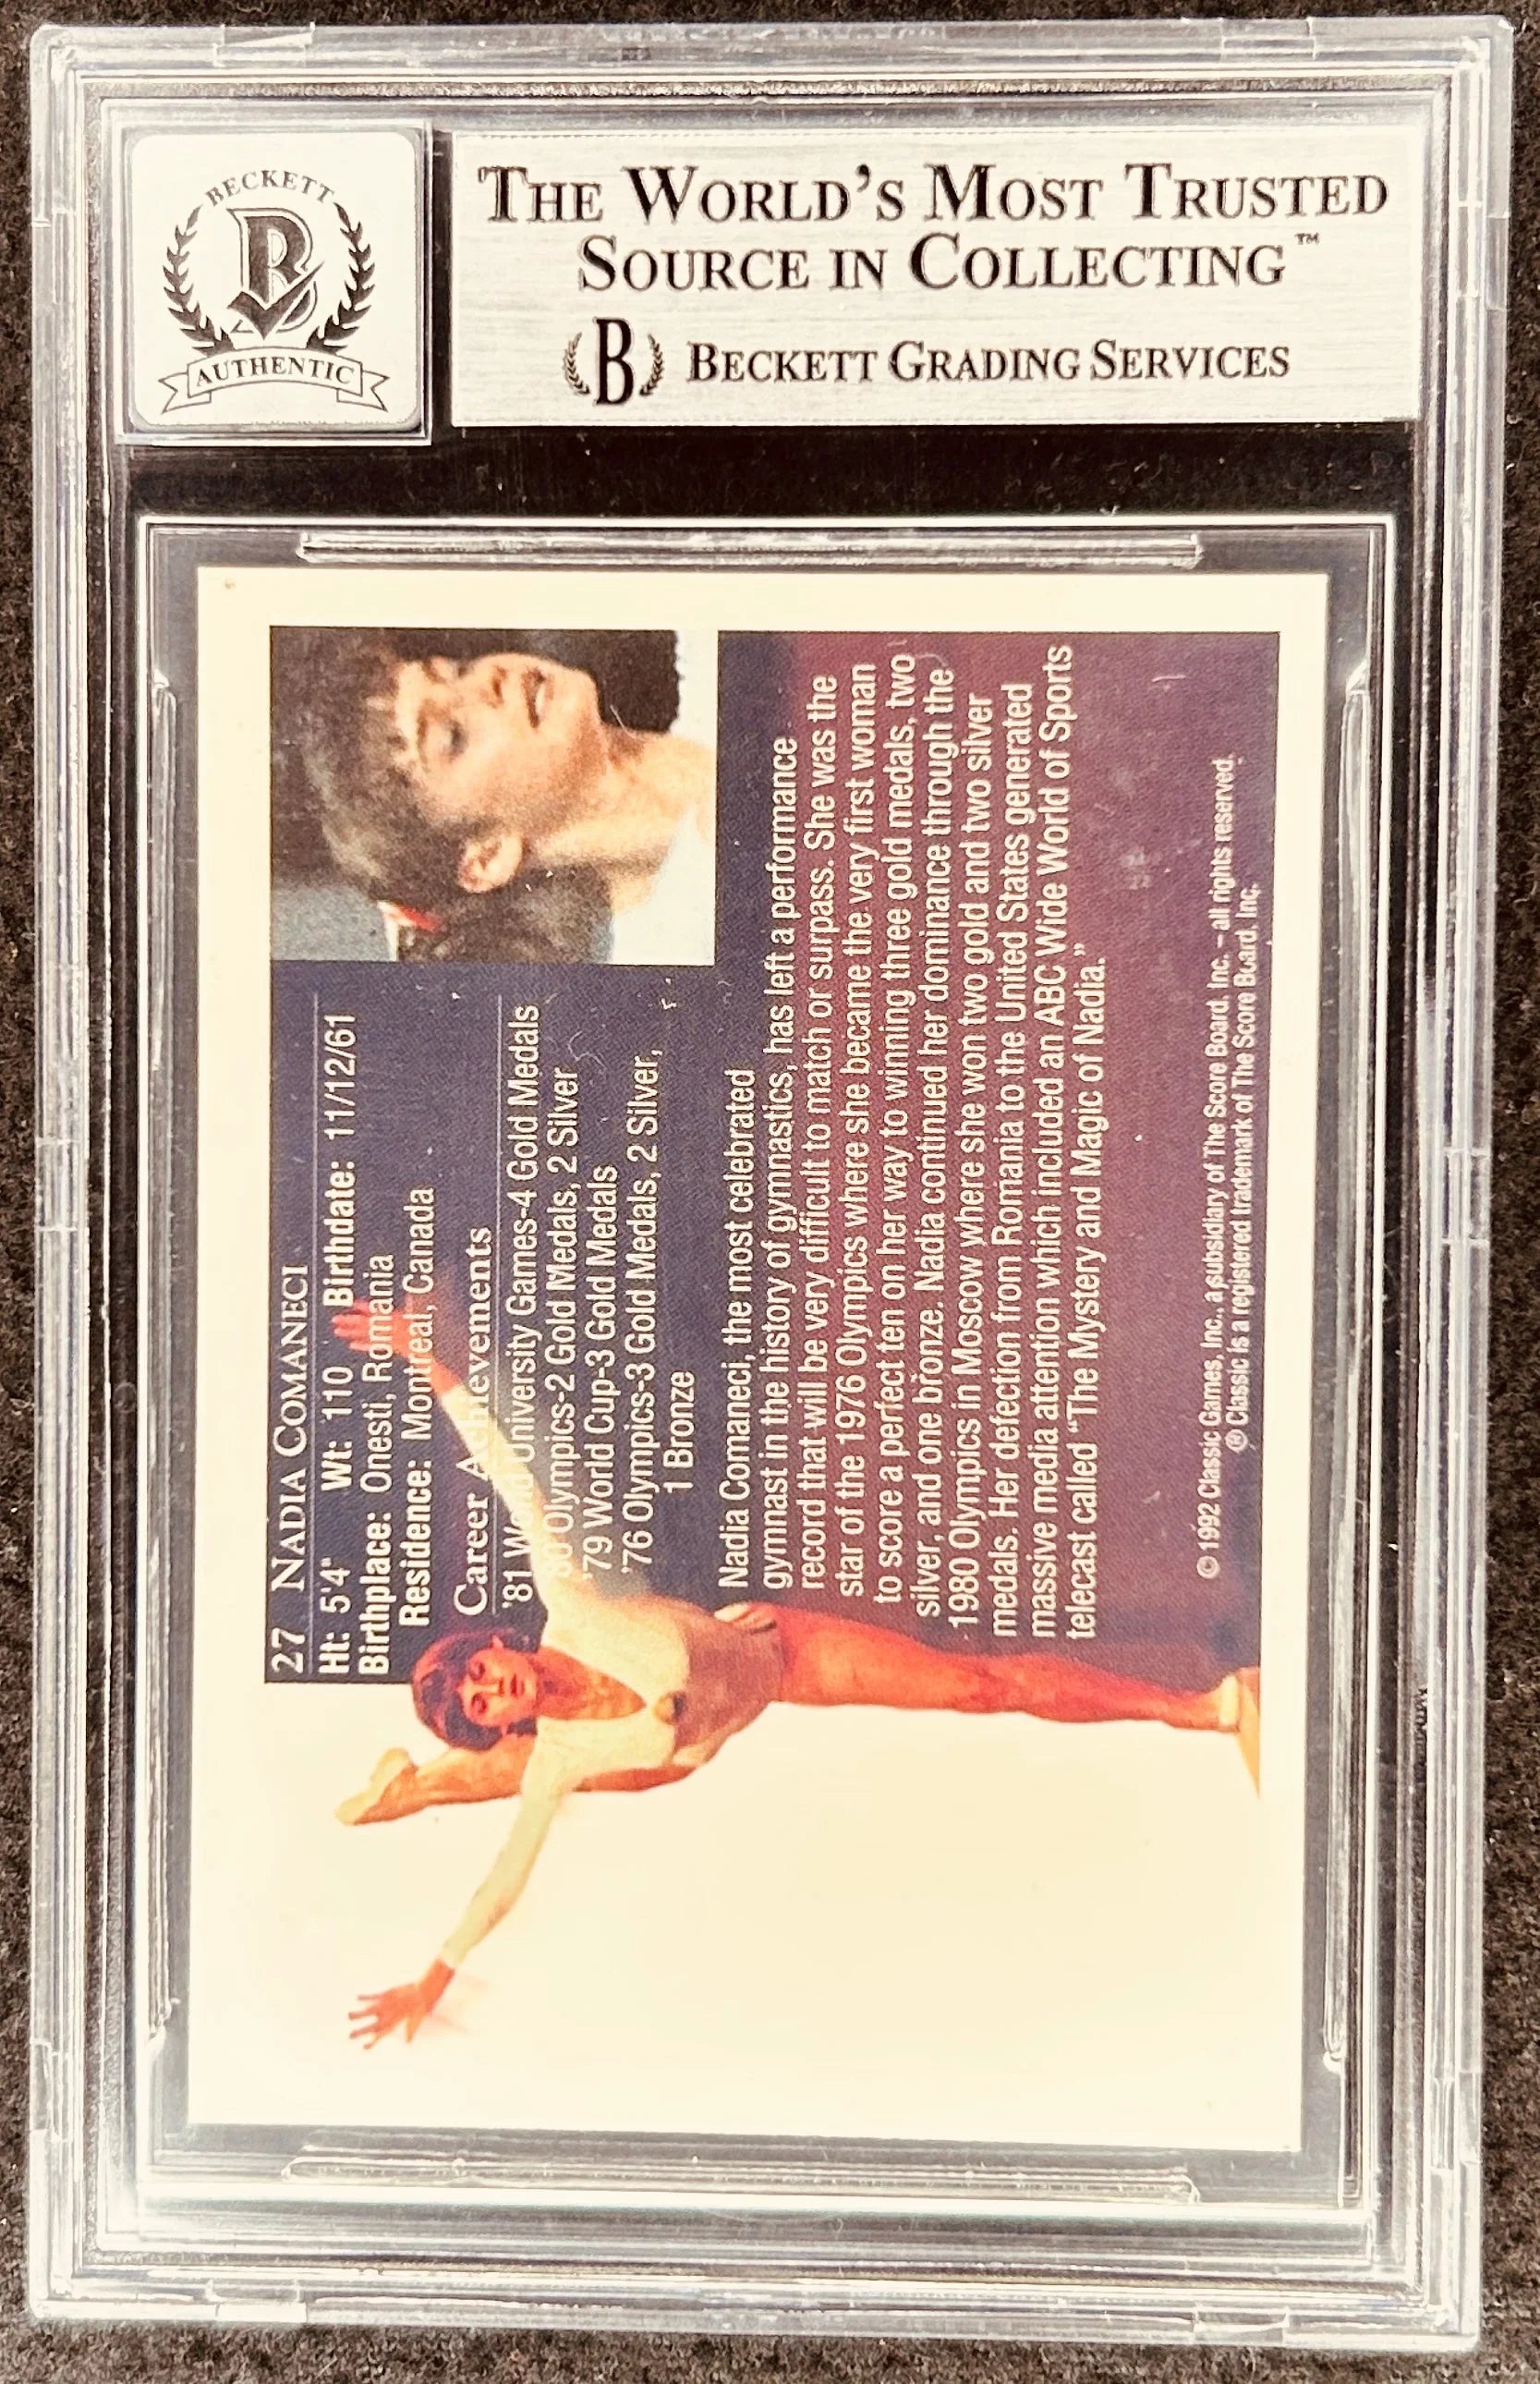 BECKETT
B
AUTHENTIC
THE WORLD'S MOST TRUSTED
SOURCE IN COLLECTING™
B BECKETT GRADING SERVICES
27 NADIA COMANECI
Ht: 5'4" Wt: 110 Birthdate: 11/12/61
Birthplace: Onesti, Romania
Residence: Montreal, Canada
Career Achievements
'81 World University Games-4 Gold Medals
'80 Olympics-2 Gold Medals, 2 Silver
'79 World Cup-3 Gold Medals
'76 Olympics-3 Gold Medals, 2 Silver,
1 Bronze
Nadia Comaneci, the most celebrated
gymnast in the history of gymnastics, has left a performance
record that will be very difficult to match or surpass. She was the
star of the 1976 Olympics where she became the very first woman
to score a perfect ten on her way to winning three gold medals, two
silver, and one bronze. Nadia continued her dominance through the
1980 Olympics in Moscow where she won two gold and two silver
medals. Her defection from Romania to the United States generated
massive media attention which included an ABC Wide World of Sports
telecast called "The Mystery and Magic of Nadia."
© 1992 Classic Games, Inc., a subsidiary of The Score Board, Inc. – all rights reserved.
® Classic is a registered trademark of The Score Board, Inc.